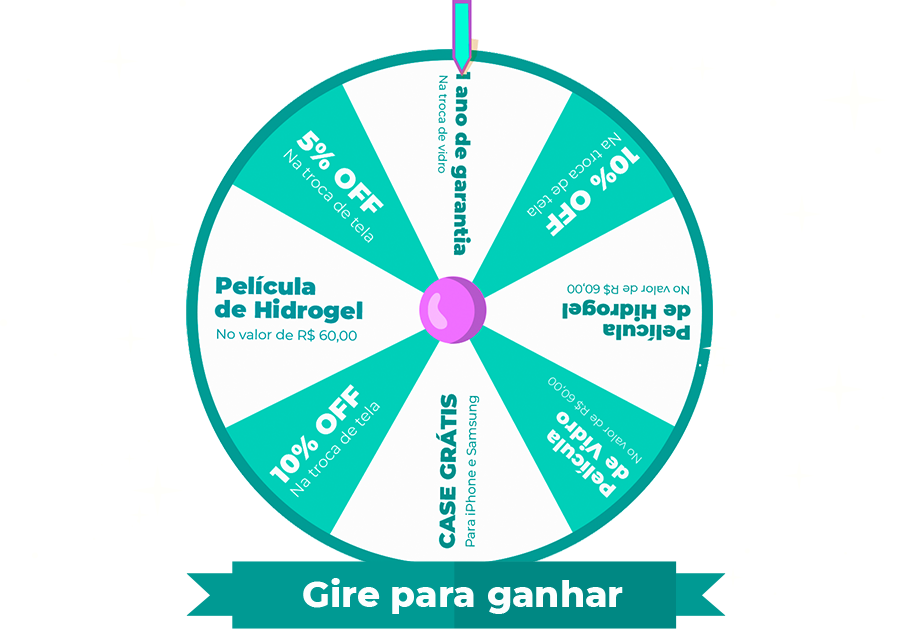 1 ano de garantia
Na troca de vidro
10% OFF
Na troca de tela
Película
de Hidrogel
No valor de R$ 60,00
Película
de Vidro
No valor de R$ 60,00
CASE GRÁTIS
Para iPhone e Samsung
10% OFF
Na troca de tela
Película
de Hidrogel
No valor de R$ 60,00
5% OFF
Na troca de tela
Gire para ganhar